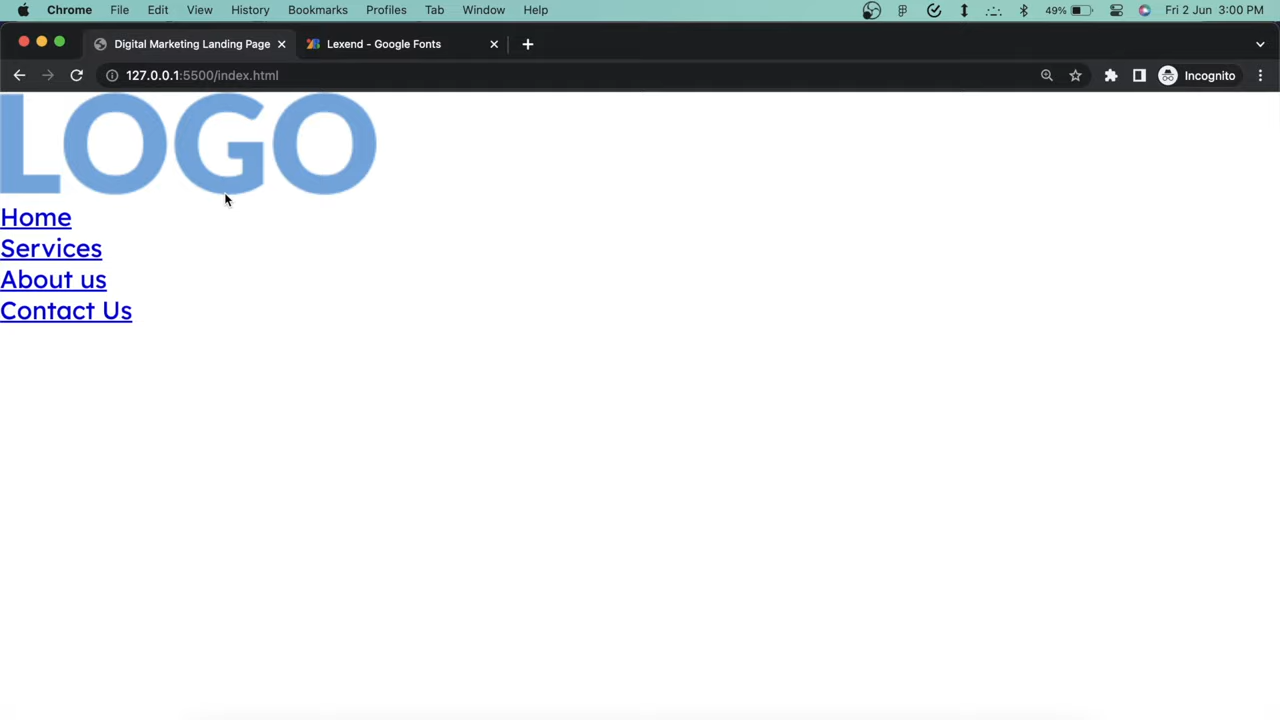 Chrome File Edit View History Bookmarks Profiles Tab Window Help 49% Fri 2 Jun 3:00 PM
Digital Marketing Landing Page Lexend - Google Fonts
127.0.0.1:5500/index.html Incognito
LOGO
Home
Services
About us
Contact Us